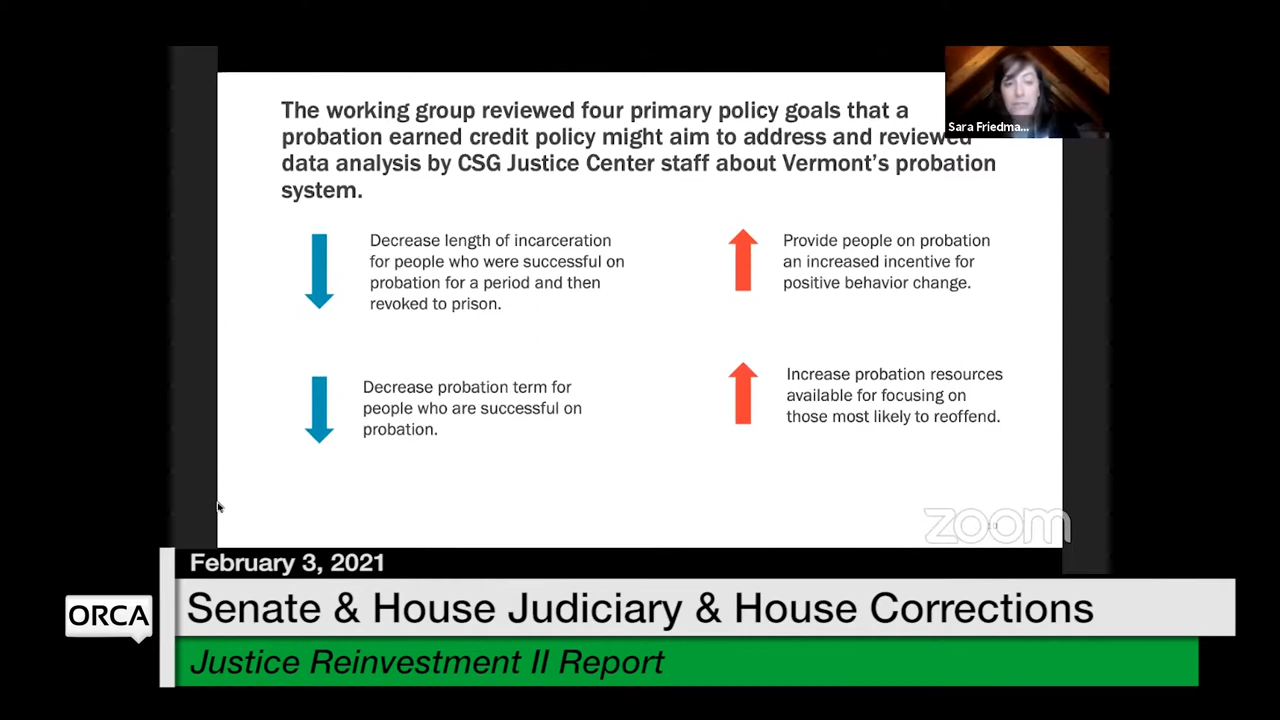 The working group reviewed four primary policy goals that a
probation earned credit policy might aim to address and reviewed
data analysis by CSG Justice Center staff about Vermont's probation
system.
Sara Friedma...
Decrease length of incarceration
for people who were successful on
probation for a period and then
revoked to prison.
Provide people on probation
an increased incentive for
positive behavior change.
Decrease probation term for
people who are successful on
probation.
Increase probation resources
available for focusing on
those most likely to reoffend.
zoom
February 3, 2021
ORCA
Senate & House Judiciary & House Corrections
Justice Reinvestment II Report